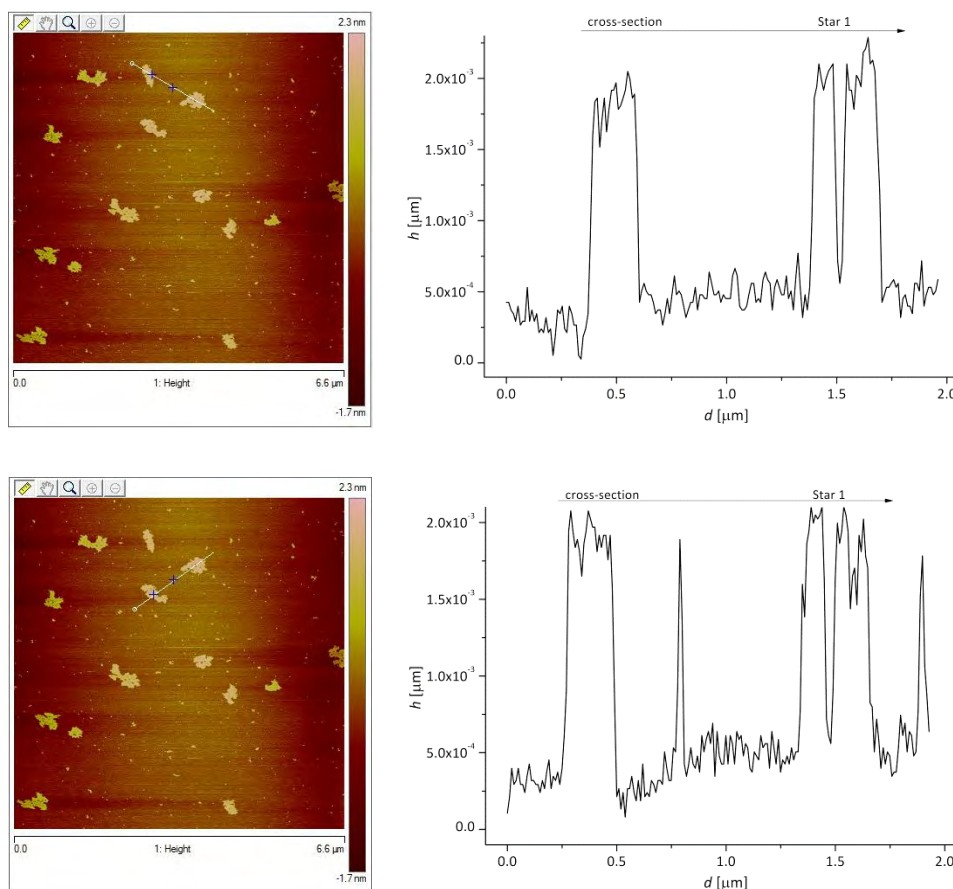 2.3 nm
0.0
1: Height
6.6 µm
-1.7 nm
cross-section
Star 1
2.0x10⁻³
1.5x10⁻³
1.0x10⁻³
5.0x10⁻⁴
0.0
h [µm]
0.0
0.5
1.0
1.5
2.0
d [µm]
2.3 nm
0.0
1: Height
6.6 µm
-1.7 nm
cross-section
Star 1
2.0x10⁻³
1.5x10⁻³
1.0x10⁻³
5.0x10⁻⁴
0.0
h [µm]
0.0
0.5
1.0
1.5
2.0
d [µm]